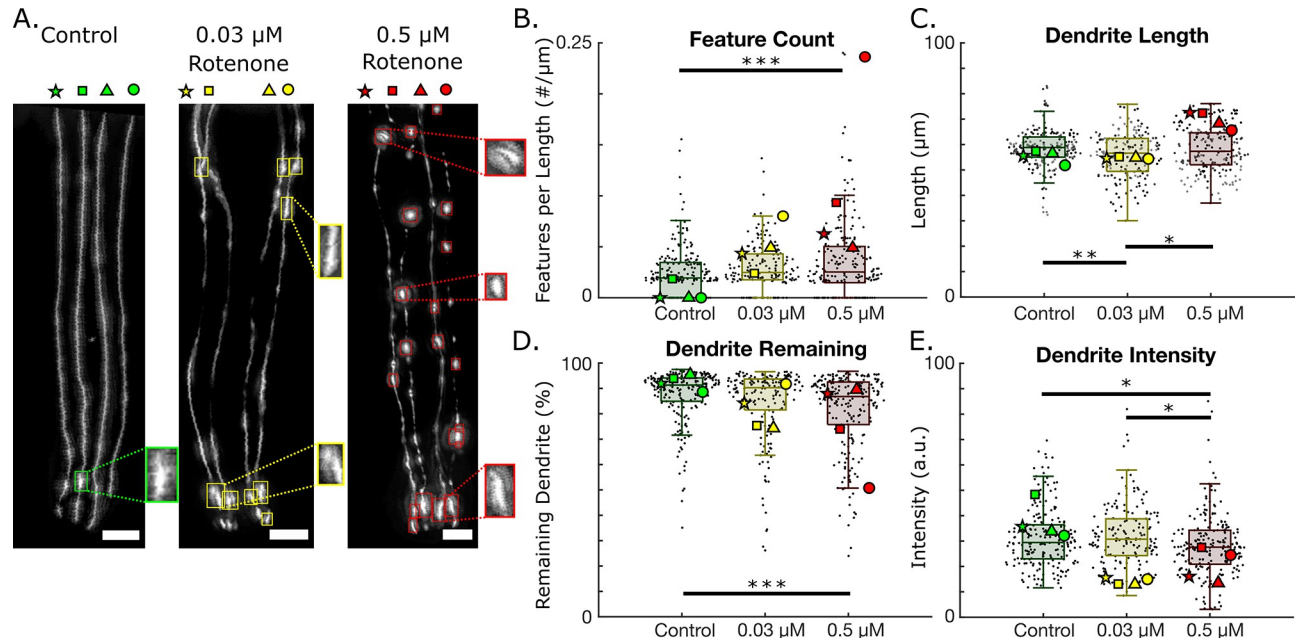 A.
Control
0.03 µM
Rotenone
0.5 µM
Rotenone
B.
Feature Count
Features per Length (#/µm)
0.25
0
***
Control
0.03 µM
0.5 µM
C.
Dendrite Length
Length (µm)
100
0
**
*
Control
0.03 µM
0.5 µM
D.
Dendrite Remaining
Remaining Dendrite (%)
100
0
***
Control
0.03 µM
0.5 µM
E.
Dendrite Intensity
Intensity (a.u.)
100
0
*
*
Control
0.03 µM
0.5 µM